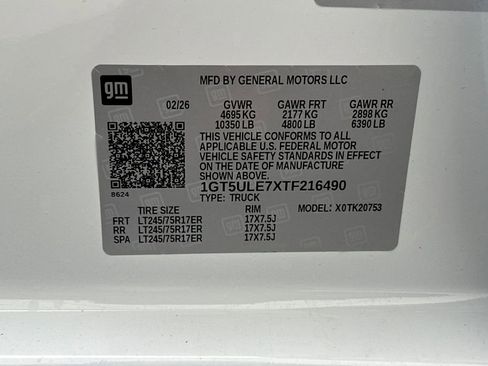 gm
MFD BY GENERAL MOTORS LLC
02/26 GVWR GAWR FRT GAWR RR
4695 KG 2177 KG 2898 KG
10350 LB 4800 LB 6390 LB
THIS VEHICLE CONFORMS TO ALL
APPLICABLE U.S. FEDERAL MOTOR
VEHICLE SAFETY STANDARDS IN EFFECT
ON THE DATE OF MANUFACTURE
SHOWN ABOVE.
1GT5ULE7XTF216490
8624 TYPE: TRUCK
TIRE SIZE RIM MODEL: X0TK20753
FRT LT245/75R17ER 17X7.5J
RR LT245/75R17ER 17X7.5J
SPA LT245/75R17ER 17X7.5J